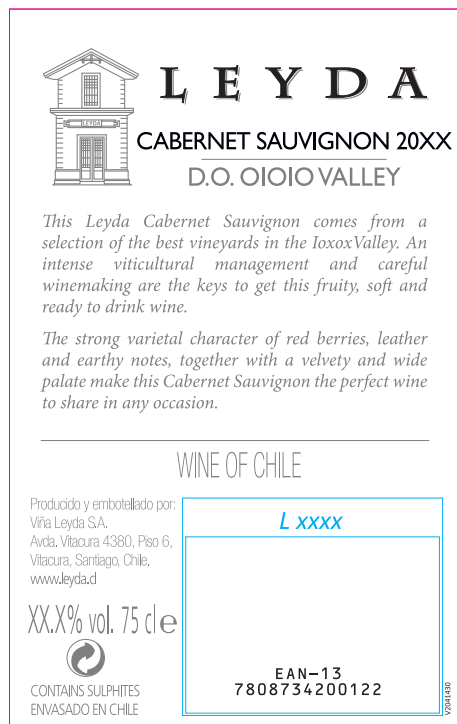 LEYDA
LEYDA
CABERNET SAUVIGNON 20XX
D.O. OIOIO VALLEY
This Leyda Cabernet Sauvignon comes from a
selection of the best vineyards in the IoxoxValley. An
intense viticultural management and careful
winemaking are the keys to get this fruity, soft and
ready to drink wine.
The strong varietal character of red berries, leather
and earthy notes, together with a velvety and wide
palate make this Cabernet Sauvignon the perfect wine
to share in any occasion.
WINE OF CHILE
Producido y embotellado por:
Viña Leyda S.A.
Avda. Vitacura 4380, Piso 6,
Vitacura, Santiago, Chile.
www.leyda.cl
XX.X% vol. 75 cl e
CONTAINS SULPHITES
ENVASADO EN CHILE
L xxxx
EAN-13
7808734200122
V2041430